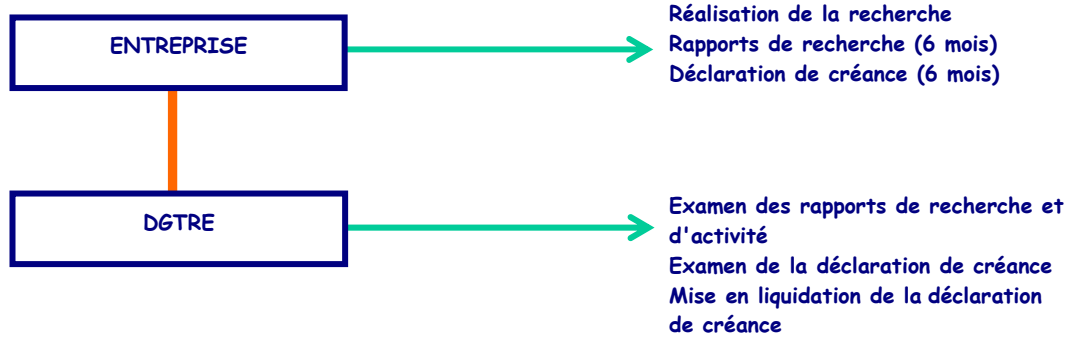 ENTREPRISE
Réalisation de la recherche
Rapports de recherche (6 mois)
Déclaration de créance (6 mois)
DGTRE
Examen des rapports de recherche et
d'activité
Examen de la déclaration de créance
Mise en liquidation de la déclaration
de créance